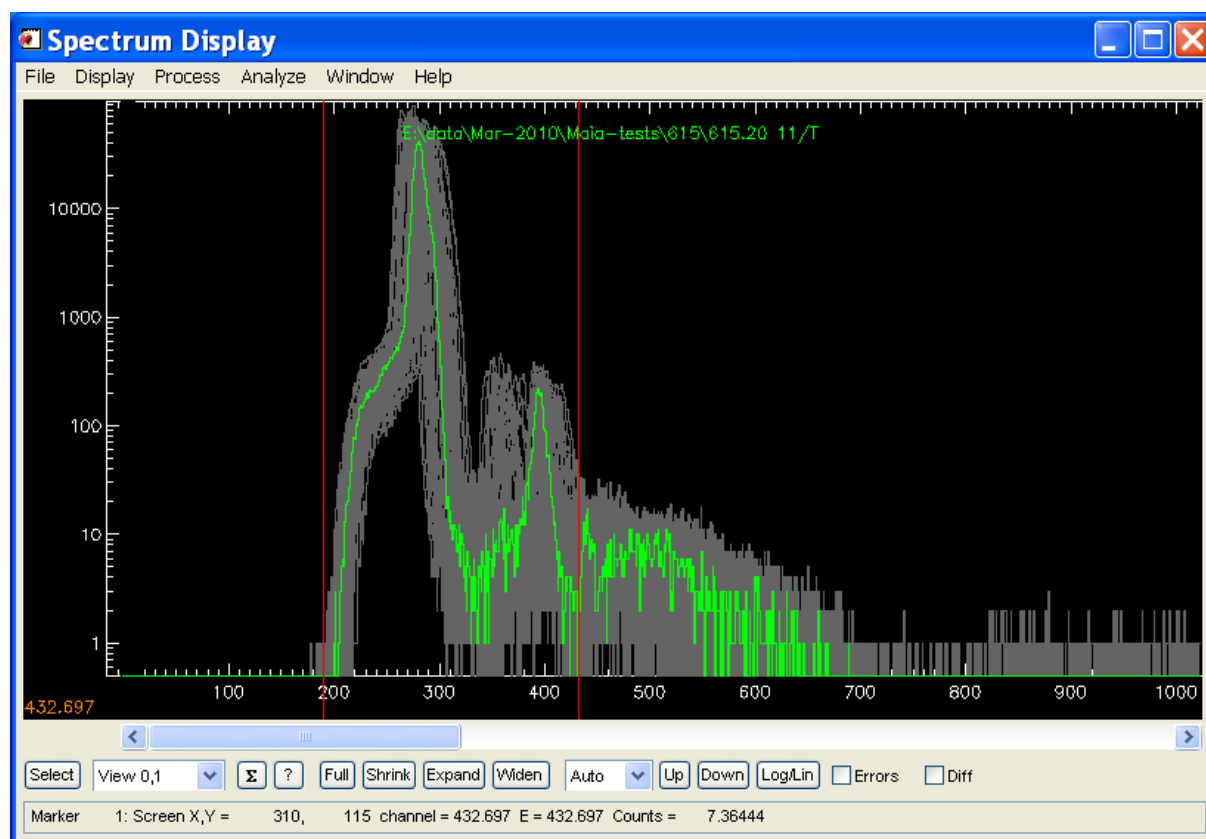 Spectrum Display
File Display Process Analyze Window Help
E:\data\Mar-2010\Maia-tests\615\615.20 11/T
10000
1000
100
10
1
100 200 300 400 500 600 700 800 900 1000
432.697
Select View 0,1 Σ ? Full Shrink Expand Widen Auto Up Down Log/Lin Errors Diff
Marker 1: Screen X,Y = 310, 115 channel = 432.697 E = 432.697 Counts = 7.36444